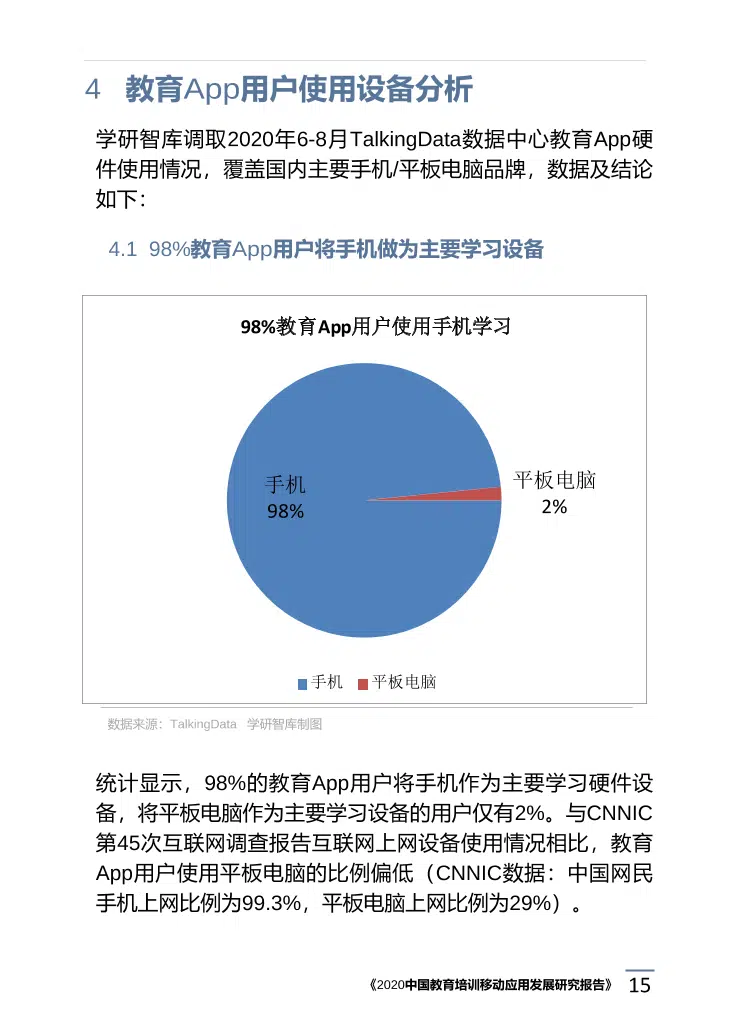 4 教育App用户使用设备分析
学研智库调取2020年6-8月TalkingData数据中心教育App硬
件使用情况，覆盖国内主要手机/平板电脑品牌，数据及结论
如下：
4.1 98%教育App用户将手机做为主要学习设备
98%教育App用户使用手机学习
手机
98%
平板电脑
2%
手机 平板电脑
数据来源：TalkingData 学研智库制图
统计显示，98%的教育App用户将手机作为主要学习硬件设
备，将平板电脑作为主要学习设备的用户仅有2%。与CNNIC
第45次互联网调查报告互联网上网设备使用情况相比，教育
App用户使用平板电脑的比例偏低（CNNIC数据：中国网民
手机上网比例为99.3%，平板电脑上网比例为29%）。
《2020中国教育培训移动应用发展研究报告》 15